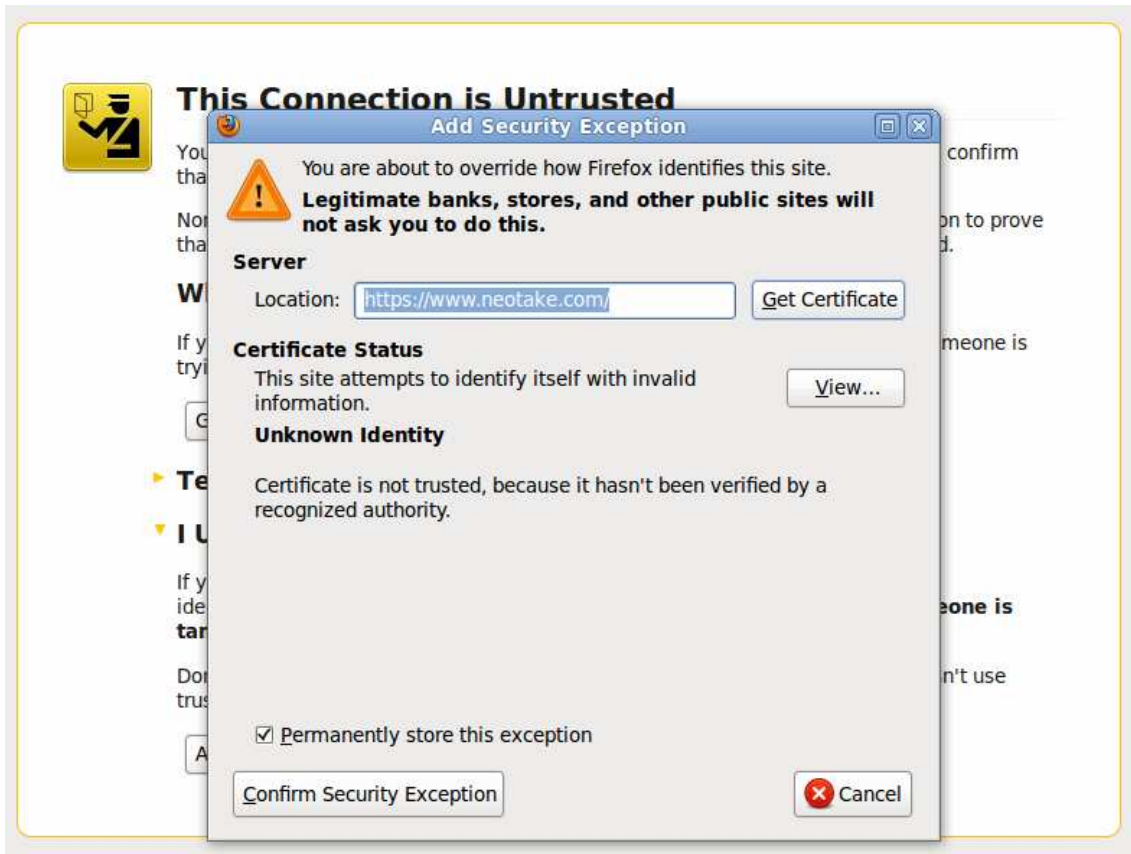 This Connection is Untrusted
Add Security Exception
confirm
You are about to override how Firefox identifies this site.
Legitimate banks, stores, and other public sites will
not ask you to do this.
to prove
Server
Location: https://www.neotake.com/ Get Certificate
If
is
Certificate Status
This site attempts to identify itself with invalid
information.
View...
Unknown Identity
Certificate is not trusted, because it hasn't been verified by a
recognized authority.
I
If
is
use
Permanently store this exception
Confirm Security Exception Cancel